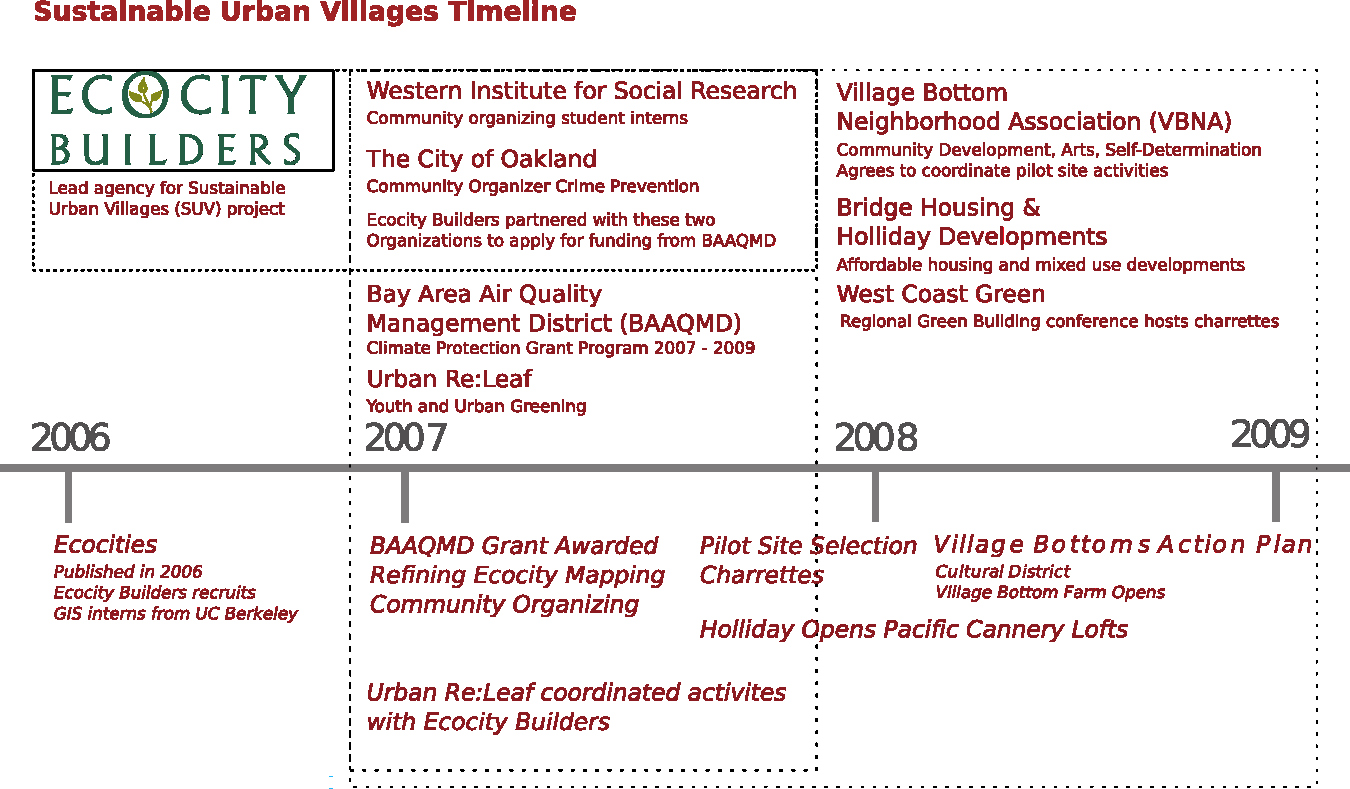 Sustainable Urban Villages Timeline
ECOCITY
BUILDERS
Lead agency for Sustainable
Urban Villages (SUV) project
Western Institute for Social Research
Community organizing student interns
The City of Oakland
Community Organizer Crime Prevention
Ecocity Builders partnered with these two
Organizations to apply for funding from BAAQMD
Bay Area Air Quality
Management District (BAAQMD)
Climate Protection Grant Program 2007 - 2009
Urban Re:Leaf
Youth and Urban Greening
Village Bottom
Neighborhood Association (VBNA)
Community Development, Arts, Self-Determination
Agrees to coordinate pilot site activities
Bridge Housing &
Holliday Developments
Affordable housing and mixed use developments
West Coast Green
Regional Green Building conference hosts charrettes
2006
2007
2008
2009
Ecocities
Published in 2006
Ecocity Builders recruits
GIS interns from UC Berkeley
BAAQMD Grant Awarded
Refining Ecocity Mapping
Community Organizing
Urban Re:Leaf coordinated activites
with Ecocity Builders
Pilot Site Selection
Charrettes
Holliday Opens Pacific Cannery Lofts
Village Bottoms Action Plan
Cultural District
Village Bottom Farm Opens